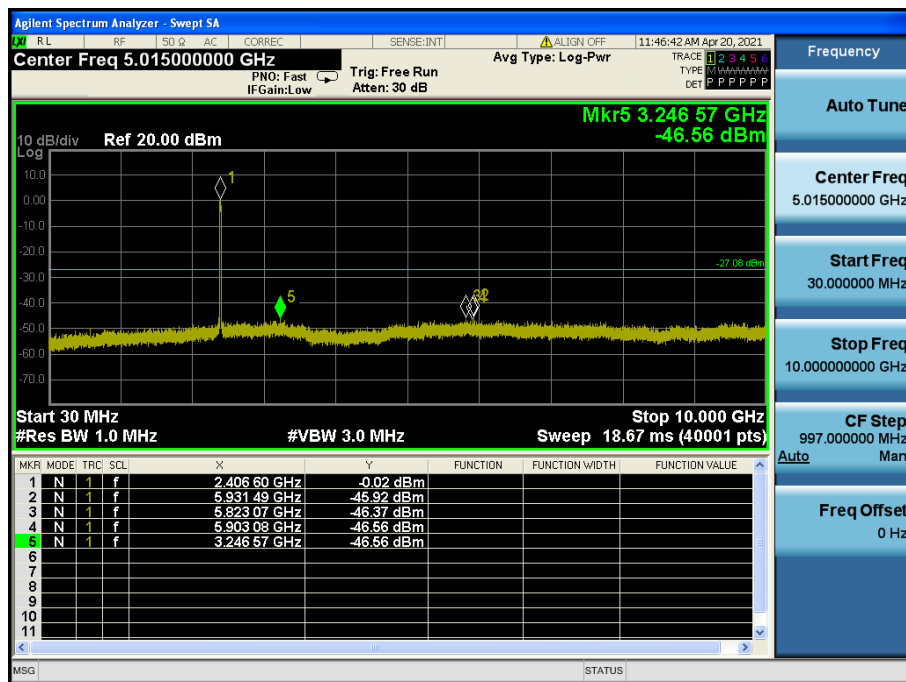 Agilent Spectrum Analyzer - Swept SA
LXI RL RF 50 Ω AC CORREC SENSE:INT ALIGN OFF 11:46:42 AM Apr 20, 2021
Center Freq 5.015000000 GHz Avg Type: Log-Pwr TRACE 1 2 3 4 5 6
PNO: Fast Trig: Free Run TYPE M W W W W W
IFGain:Low Atten: 30 dB DET P P P P P P
Mkr5 3.246 57 GHz
10 dB/div Ref 20.00 dBm -46.56 dBm
Log
10.0
1
0.00
-10.0
-20.0
-27.08 dBm
-30.0
5
-40.0
-50.0
-60.0
-70.0
Start 30 MHz Stop 10.000 GHz
#Res BW 1.0 MHz #VBW 3.0 MHz Sweep 18.67 ms (40001 pts)
MKR MODE TRC SCL X Y FUNCTION FUNCTION WIDTH FUNCTION VALUE
1 N 1 f 2.406 60 GHz -0.02 dBm
2 N 1 f 5.931 49 GHz -45.92 dBm
3 N 1 f 5.823 07 GHz -46.37 dBm
4 N 1 f 5.903 08 GHz -46.56 dBm
5 N 1 f 3.246 57 GHz -46.56 dBm
6
7
8
9
10
11
MSG STATUS
Frequency
Auto Tune
Center Freq
5.015000000 GHz
Start Freq
30.000000 MHz
Stop Freq
10.000000000 GHz
CF Step
997.000000 MHz
Auto Man
Freq Offset
0 Hz